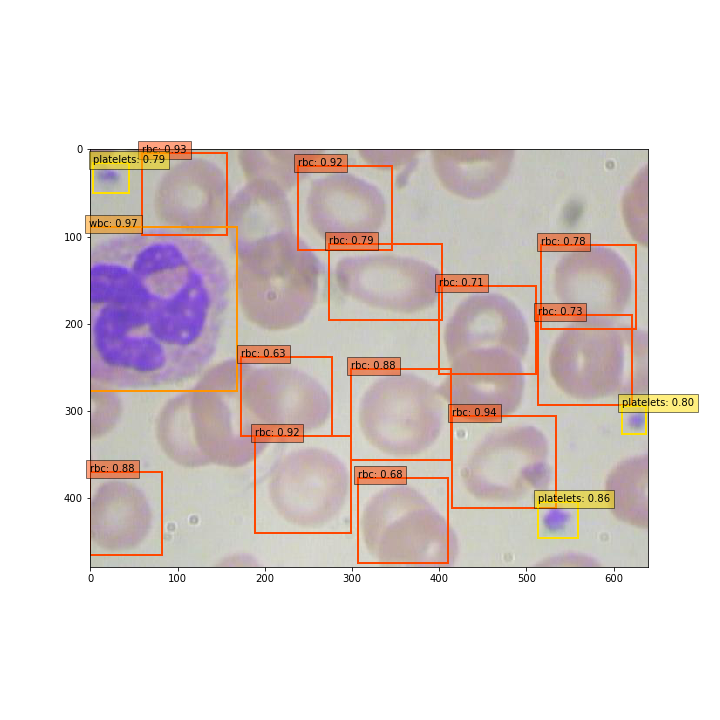 rbc: 0.93
platelets: 0.79
rbc: 0.92
wbc: 0.97
rbc: 0.79
rbc: 0.78
rbc: 0.71
rbc: 0.73
rbc: 0.63
rbc: 0.88
platelets: 0.80
rbc: 0.94
rbc: 0.92
rbc: 0.88
rbc: 0.68
platelets: 0.86
0
100
200
300
400
0 100 200 300 400 500 600